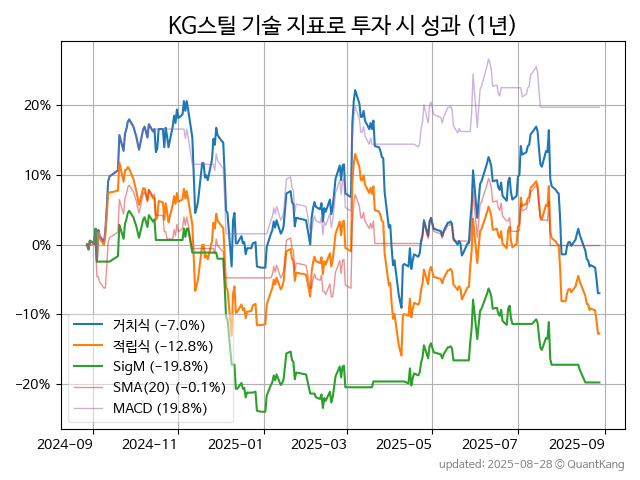 KG스틸 기술 지표로 투자 시 성과 (1년)
20%
10%
0%
−10%
−20%
거치식 (−7.0%)
적립식 (−12.8%)
SigM (−19.8%)
SMA(20) (−0.1%)
MACD (19.8%)
2024-09
2024-11
2025-01
2025-03
2025-05
2025-07
2025-09
updated: 2025-08-28 ⓒ QuantKang